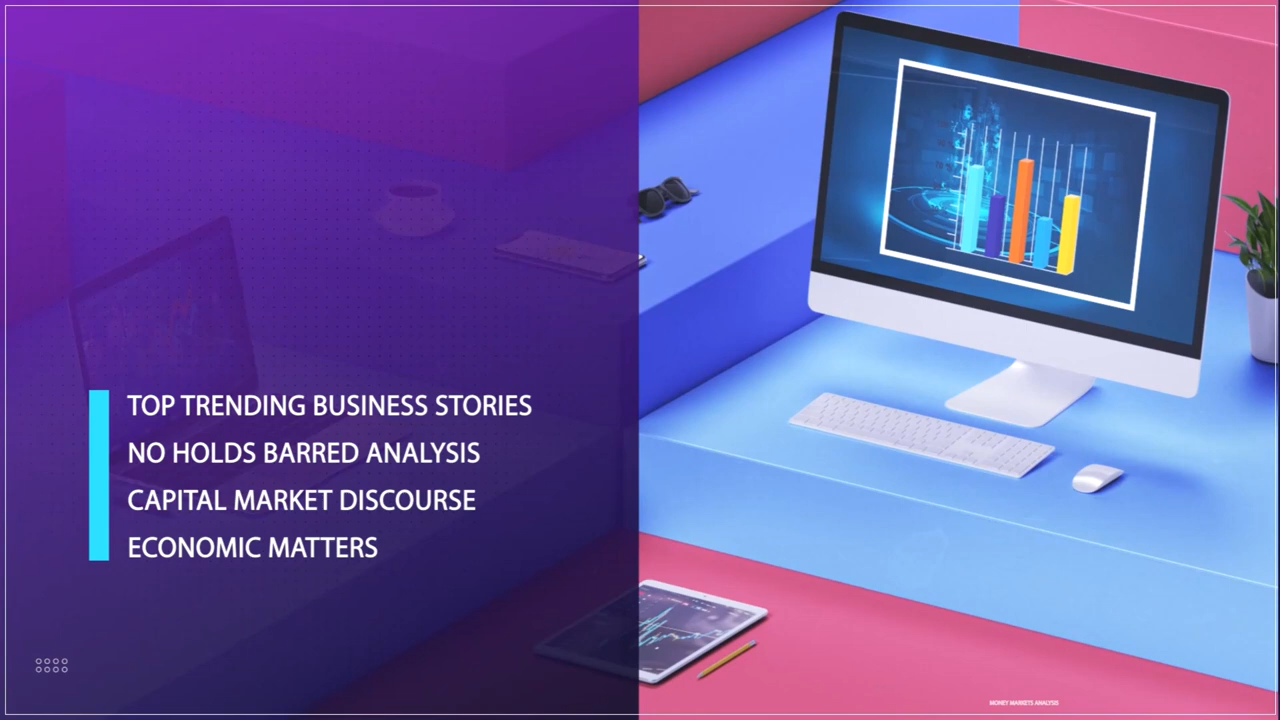 TOP TRENDING BUSINESS STORIES
NO HOLDS BARRED ANALYSIS
CAPITAL MARKET DISCOURSE
ECONOMIC MATTERS
MONEY MARKETS ANALYSIS